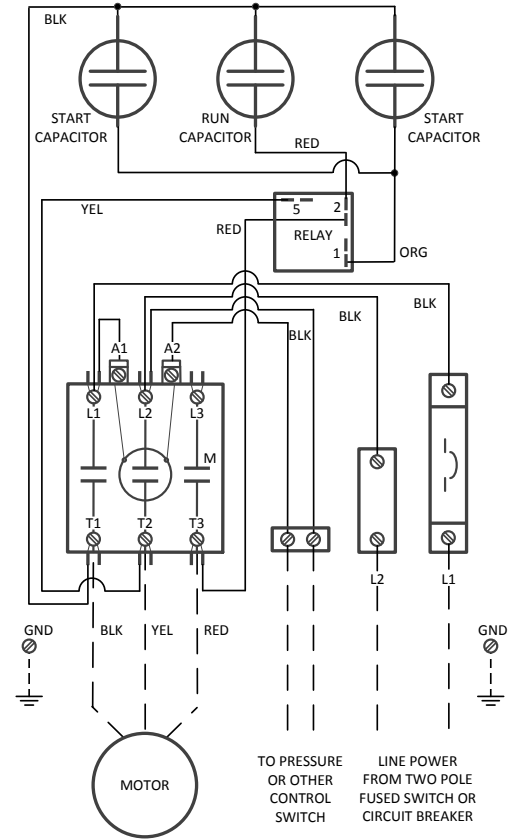 BLK
START
CAPACITOR
RUN
CAPACITOR
START
CAPACITOR
RED
YEL
5
2
RED
RELAY
1
ORG
BLK
BLK
BLK
A1
A2
L1
L2
L3
M
T1
T2
T3
L2
L1
GND
BLK
YEL
RED
GND
MOTOR
TO PRESSURE
OR OTHER
CONTROL
SWITCH
LINE POWER
FROM TWO POLE
FUSED SWITCH OR
CIRCUIT BREAKER